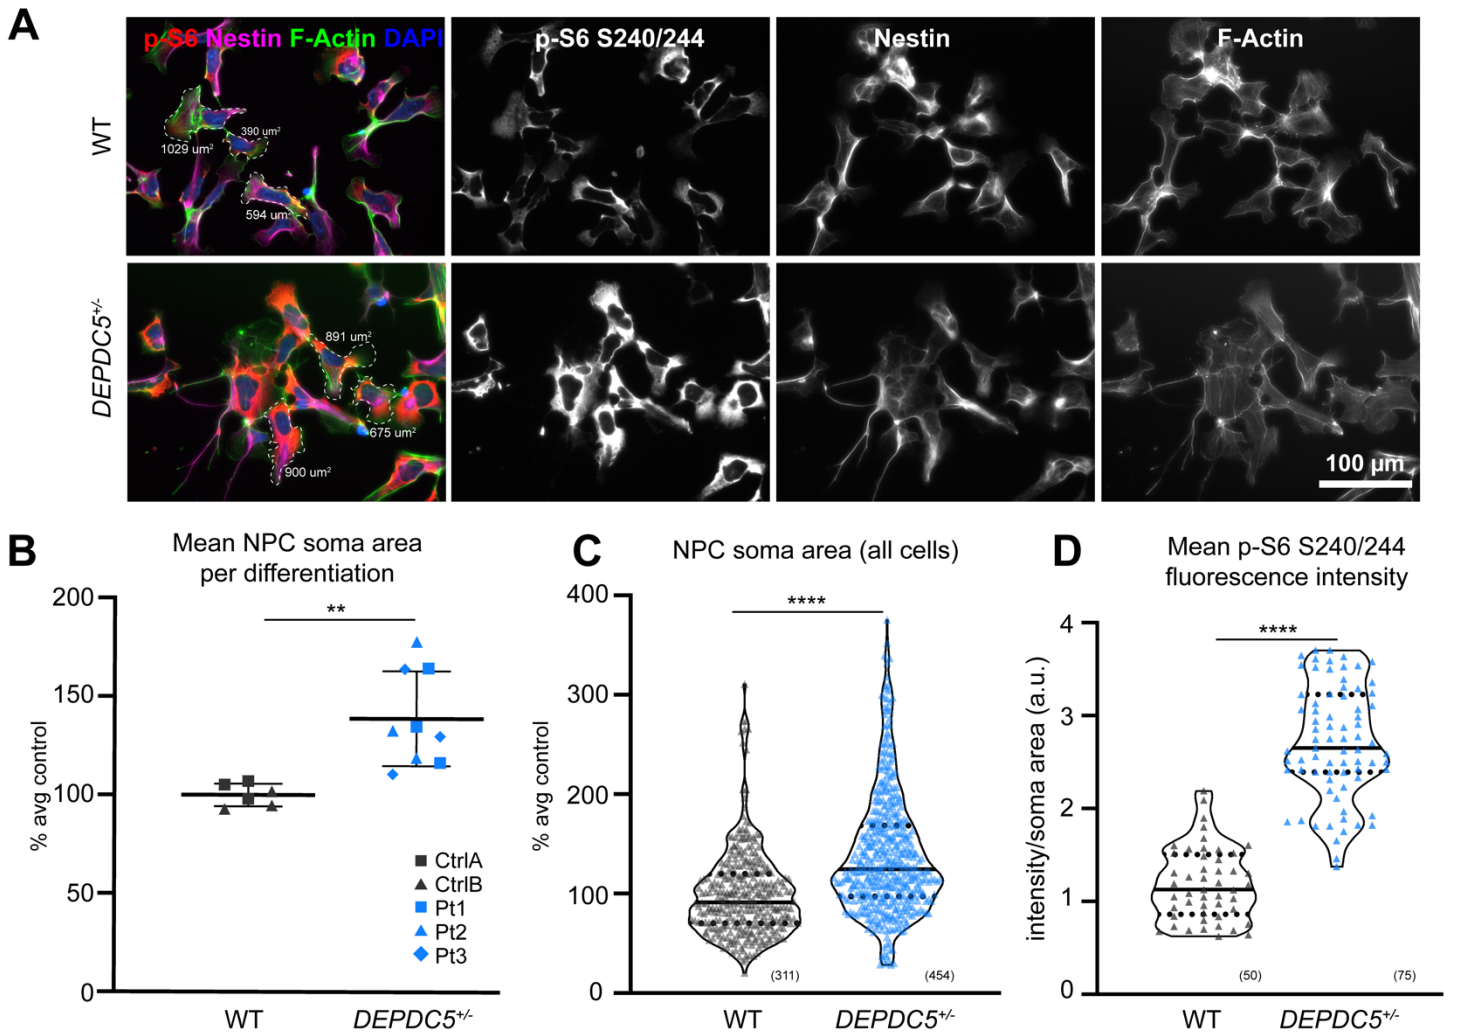 A
p-S6 Nestin F-Actin DAPI
p-S6 S240/244
Nestin
F-Actin
WT
390 um²
1029 um²
594 um²
DEPDC5+/-
891 um²
675 um²
900 um²
100 µm
B
Mean NPC soma area
per differentiation
% avg control
200
150
100
50
0
**
CtrlA
CtrlB
Pt1
Pt2
Pt3
WT
DEPDC5+/-
C
NPC soma area (all cells)
% avg control
400
300
200
100
0
****
(311)
(454)
WT
DEPDC5+/-
D
Mean p-S6 S240/244
fluorescence intensity
intensity/soma area (a.u.)
4
3
2
1
0
****
(50)
(75)
WT
DEPDC5+/-